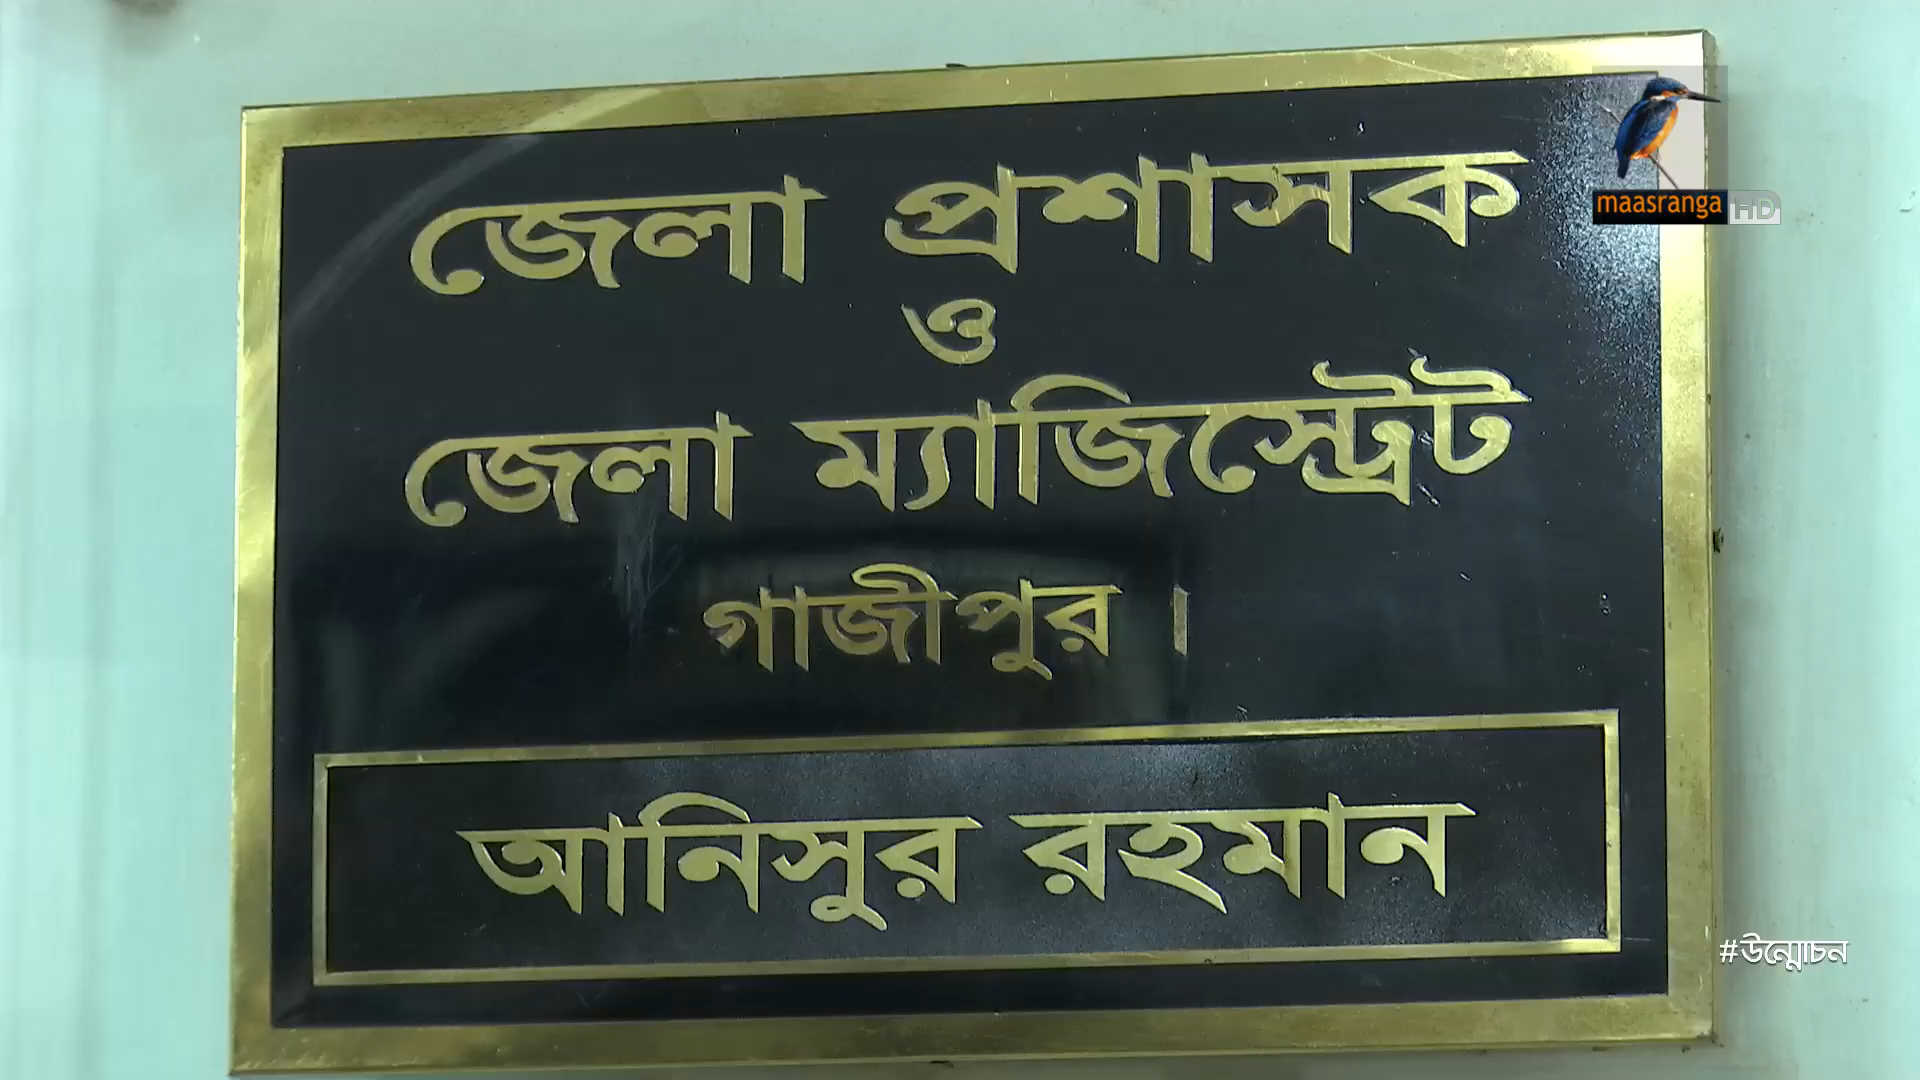 জেলা প্রশাসক
ও
জেলা ম্যাজিস্ট্রেট
গাজীপুর।
আনিসুর রহমান
maasranga HD
#উন্মোচন